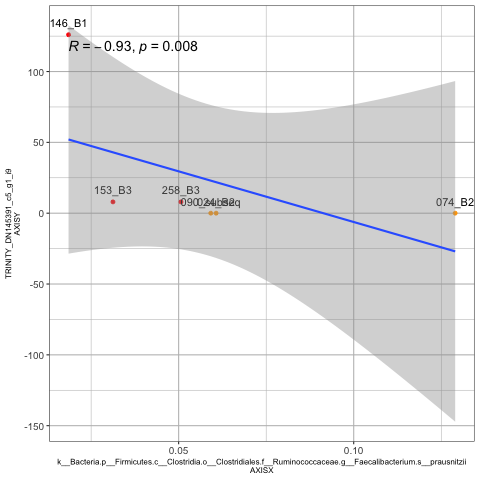 146_B1
R = −0.93, p = 0.008
100
50
153_B3
258_B3
074_B2
0
-50
-100
-150
0.05
0.10
TRINITY_DN145391_c5_g1_i9
AXISY
k__Bacteria.p__Firmicutes.c__Clostridia.o__Clostridiales.f__Ruminococcaceae.g__Faecalibacterium.s__prausnitzii
AXISX